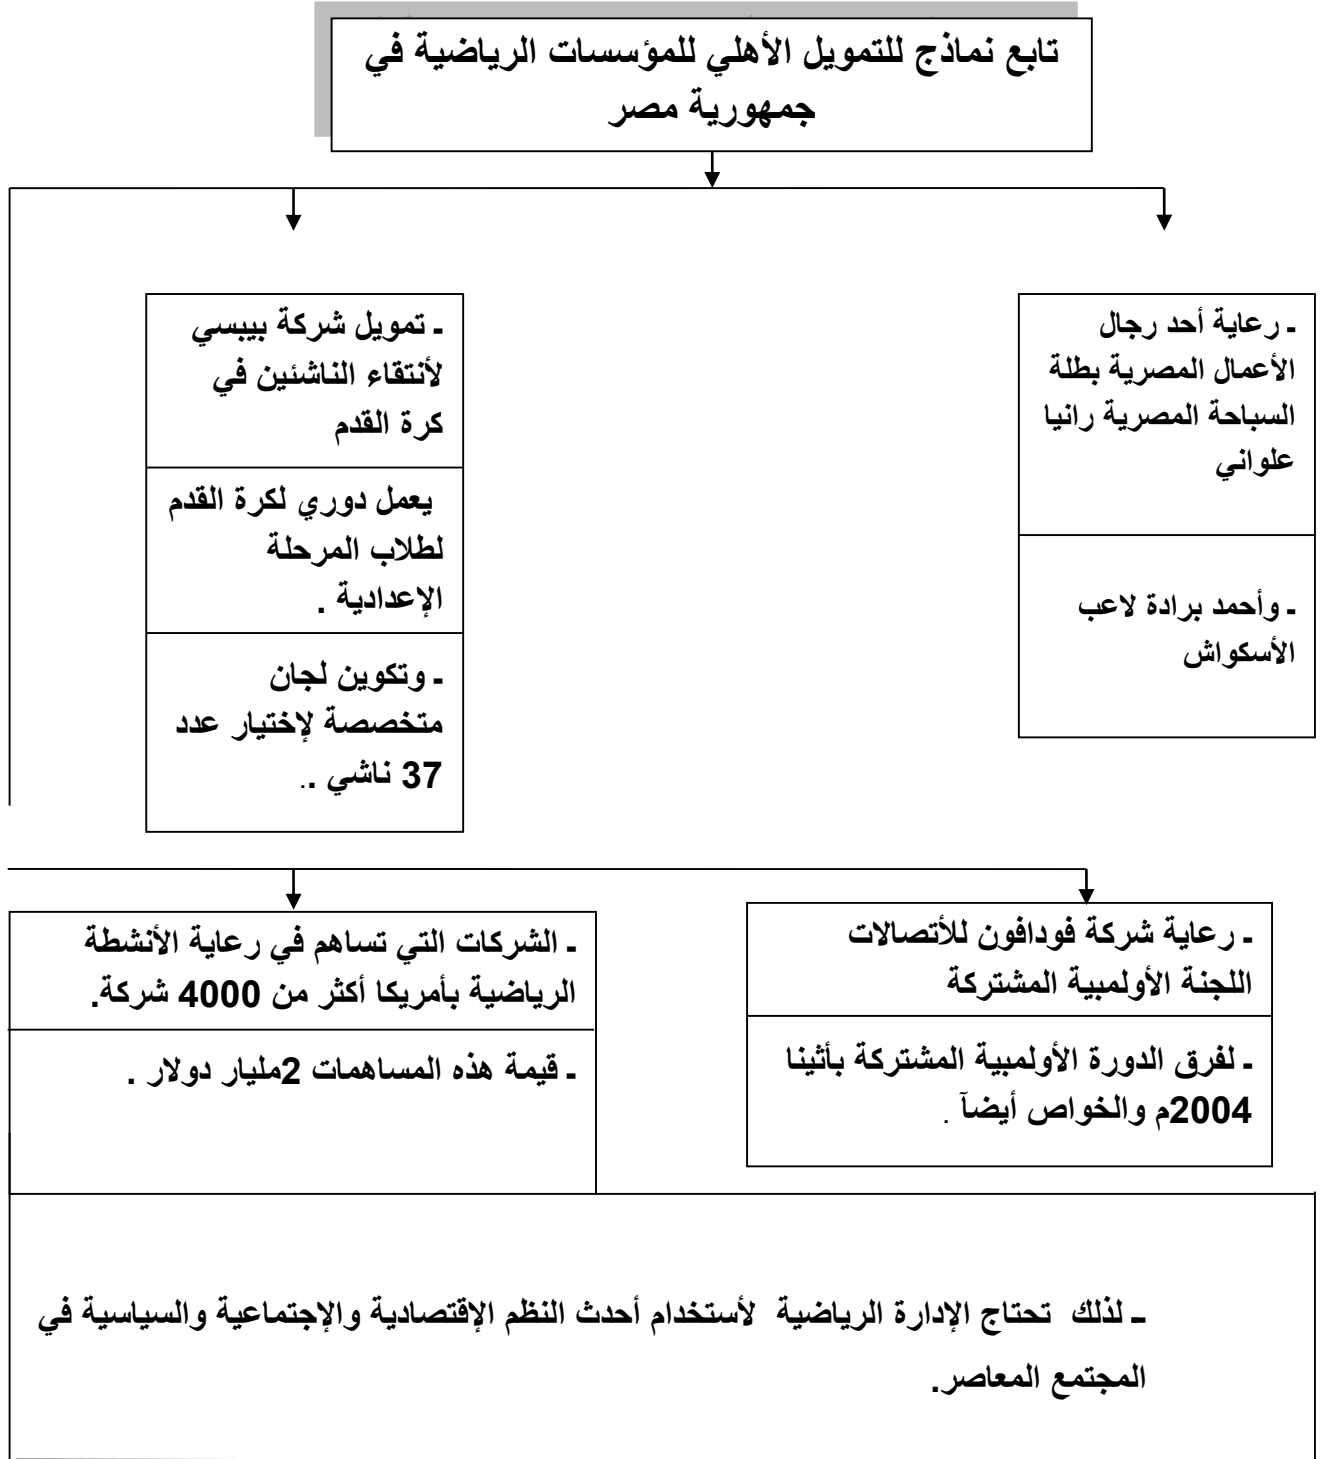 تابع نماذج للتمويل الأهلي للمؤسسات الرياضية في
جمهورية مصر
ـ رعاية أحد رجال
الأعمال المصرية بطلة
السباحة المصرية رانيا
علواني
ـ وأحمد برادة لاعب
الأسكواش
ـ تمويل شركة بيبسي
لأنتقاء الناشئين في
كرة القدم
يعمل دوري لكرة القدم
لطلاب المرحلة
الإعدادية .
ـ وتكوين لجان
متخصصة لإختيار عدد
37 ناشي ..
ـ رعاية شركة فودافون للأتصالات
اللجنة الأولمبية المشتركة
ـ لفرق الدورة الأولمبية المشتركة بأثينا
2004م والخواص أيضآ .
ـ الشركات التي تساهم في رعاية الأنشطة
الرياضية بأمريكا أكثر من 4000 شركة.
ـ قيمة هذه المساهمات 2مليار دولار .
ـ لذلك تحتاج الإدارة الرياضية لأستخدام أحدث النظم الإقتصادية والإجتماعية والسياسية في
المجتمع المعاصر.